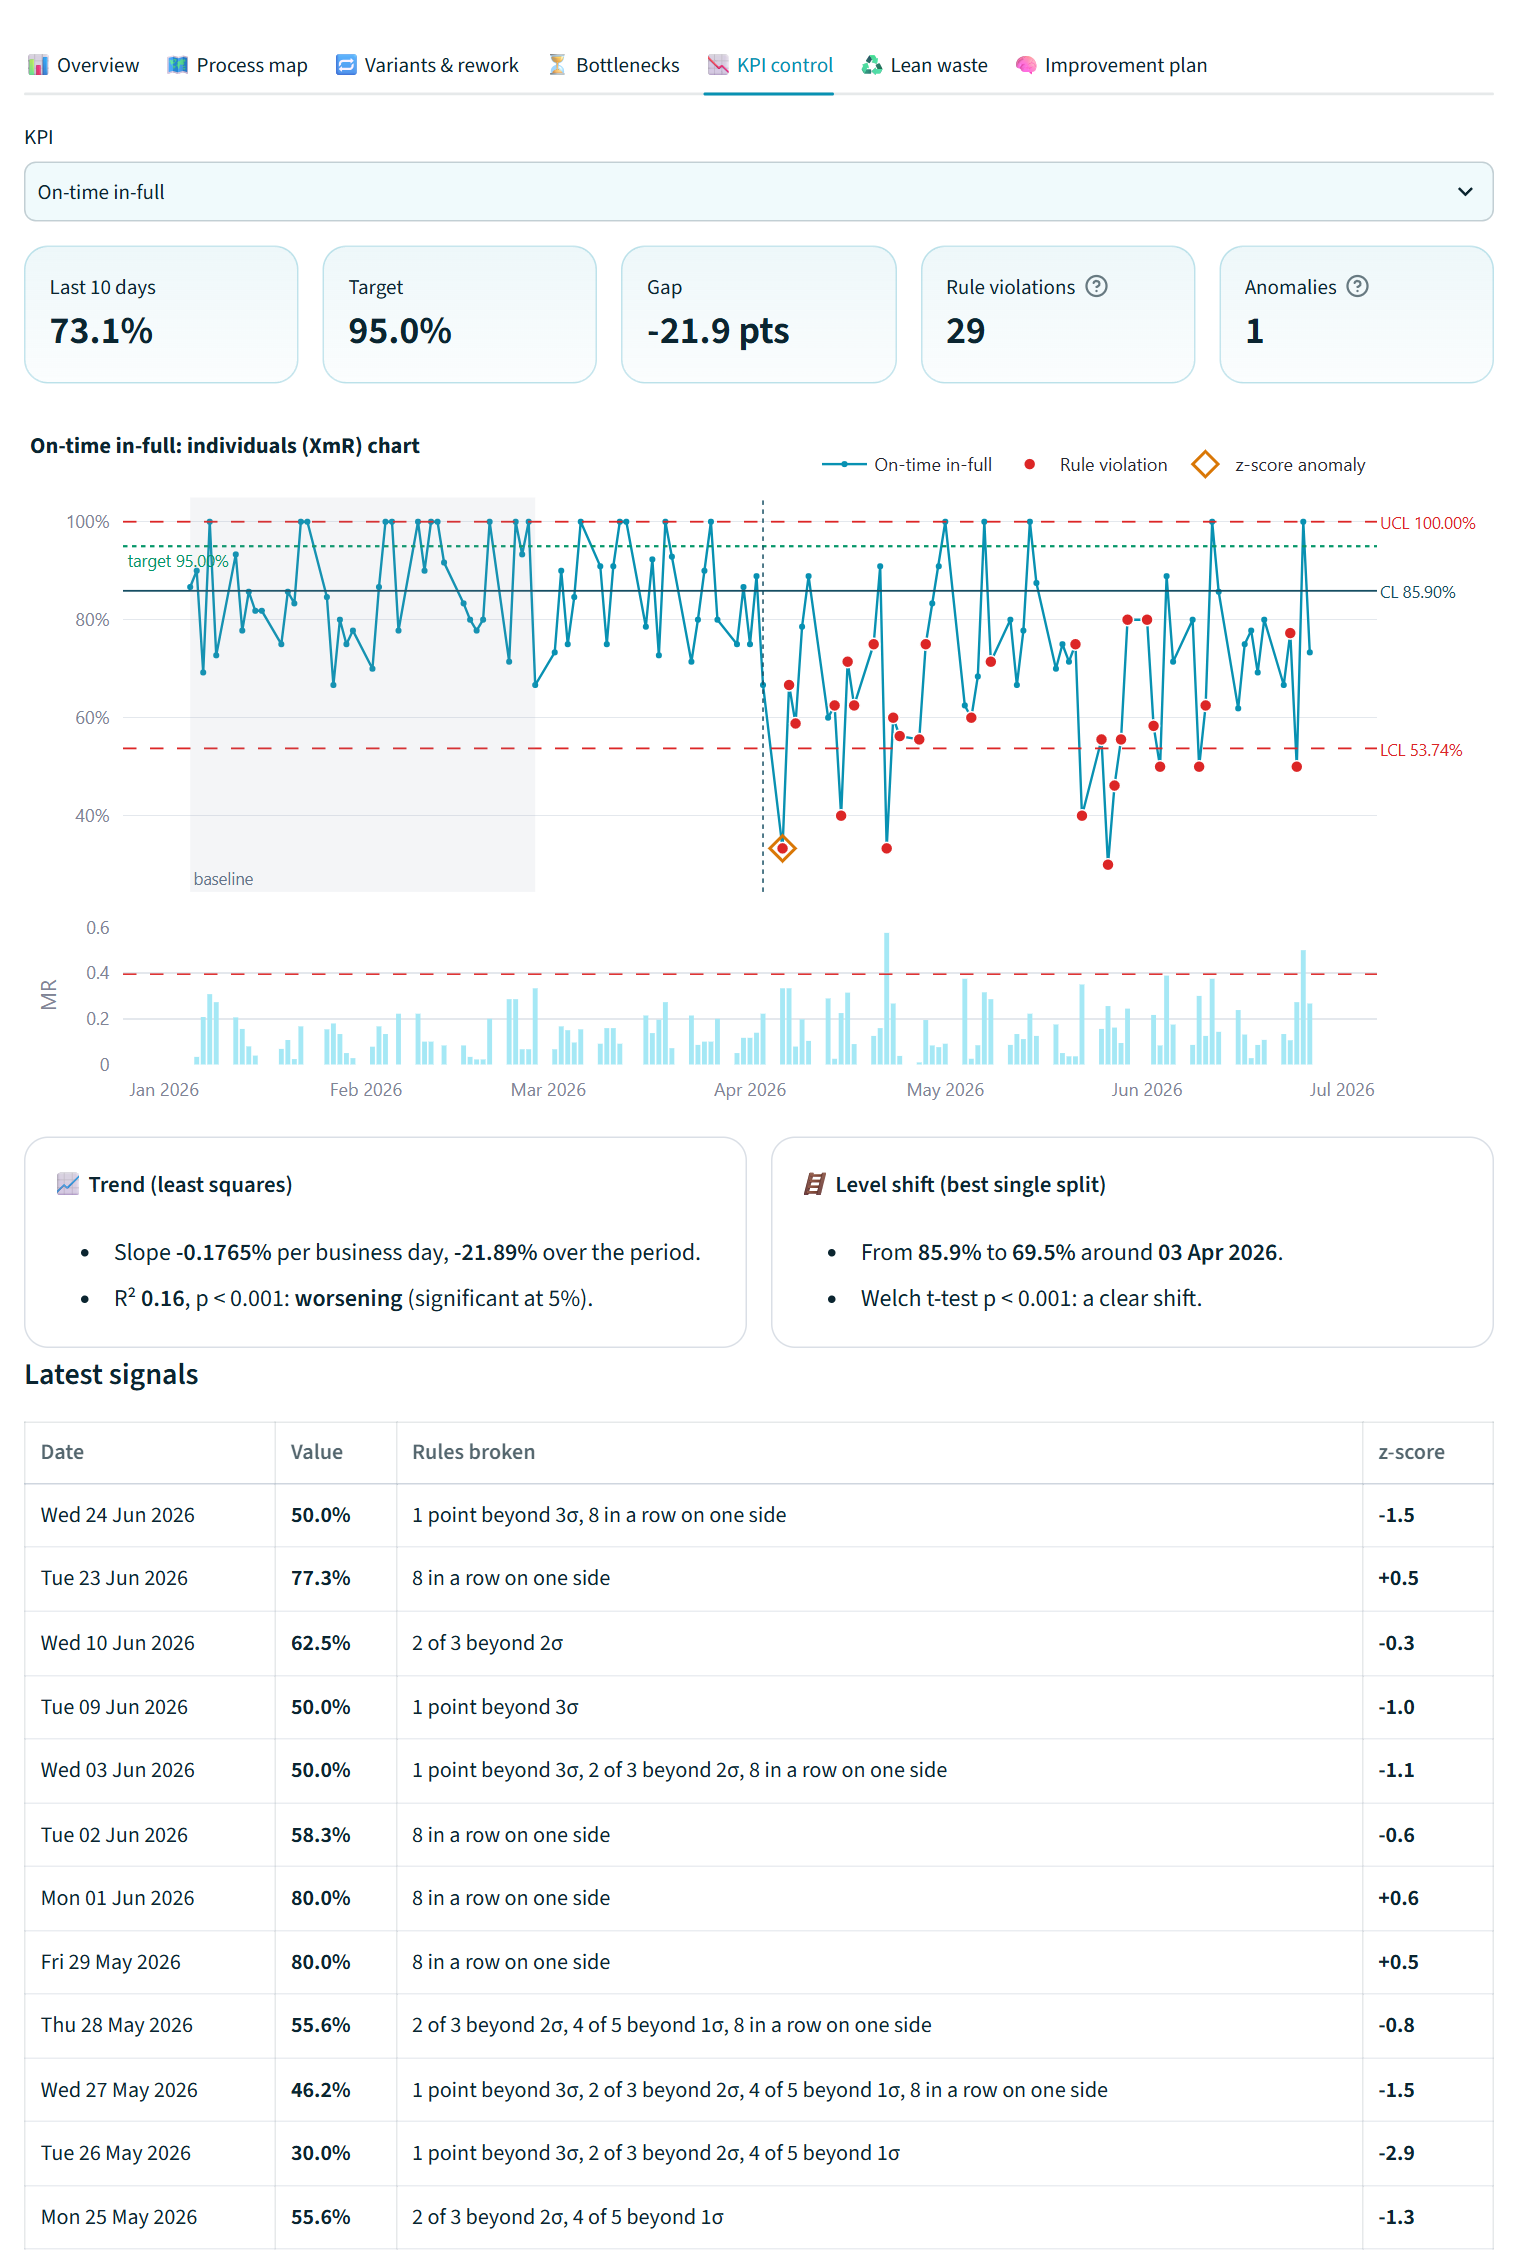 Overview Process map Variants & rework Bottlenecks KPI control Lean waste Improvement plan
KPI
On-time in-full
Last 10 days
73.1%
Target
95.0%
Gap
-21.9 pts
Rule violations
29
Anomalies
1
On-time in-full: individuals (XmR) chart
On-time in-full Rule violation z-score anomaly
100%
UCL 100.00%
target 95.00%
CL 85.90%
80%
60%
LCL 53.74%
40%
baseline
0.6
0.4
MR
0.2
0
Jan 2026 Feb 2026 Mar 2026 Apr 2026 May 2026 Jun 2026 Jul 2026
Trend (least squares)
• Slope -0.1765% per business day, -21.89% over the period.
• R² 0.16, p < 0.001: worsening (significant at 5%).
Level shift (best single split)
• From 85.9% to 69.5% around 03 Apr 2026.
• Welch t-test p < 0.001: a clear shift.
Latest signals
Date Value Rules broken z-score
Wed 24 Jun 2026 50.0% 1 point beyond 3σ, 8 in a row on one side -1.5
Tue 23 Jun 2026 77.3% 8 in a row on one side +0.5
Wed 10 Jun 2026 62.5% 2 of 3 beyond 2σ -0.3
Tue 09 Jun 2026 50.0% 1 point beyond 3σ -1.0
Wed 03 Jun 2026 50.0% 1 point beyond 3σ, 2 of 3 beyond 2σ, 8 in a row on one side -1.1
Tue 02 Jun 2026 58.3% 8 in a row on one side -0.6
Mon 01 Jun 2026 80.0% 8 in a row on one side +0.6
Fri 29 May 2026 80.0% 8 in a row on one side +0.5
Thu 28 May 2026 55.6% 2 of 3 beyond 2σ, 4 of 5 beyond 1σ, 8 in a row on one side -0.8
Wed 27 May 2026 46.2% 1 point beyond 3σ, 2 of 3 beyond 2σ, 4 of 5 beyond 1σ, 8 in a row on one side -1.5
Tue 26 May 2026 30.0% 1 point beyond 3σ, 2 of 3 beyond 2σ, 4 of 5 beyond 1σ -2.9
Mon 25 May 2026 55.6% 2 of 3 beyond 2σ, 4 of 5 beyond 1σ -1.3